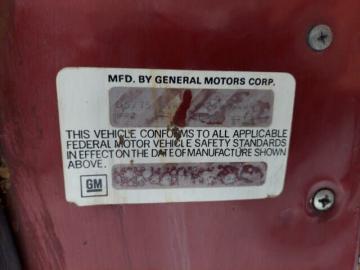 MFD. BY GENERAL MOTORS CORP.
THIS VEHICLE CONFORMS TO ALL APPLICABLE
FEDERAL MOTOR VEHICLE SAFETY STANDARDS
IN EFFECT ON THE DATE OF MANUFACTURE SHOWN
ABOVE.
GM